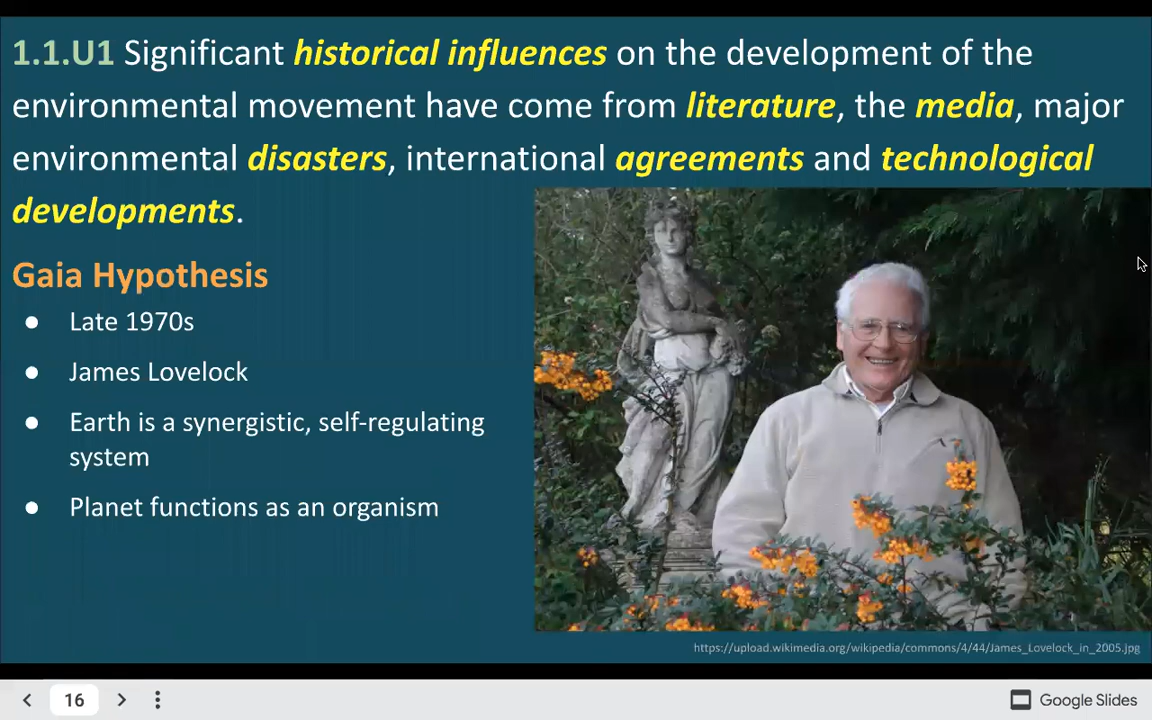 1.1.U1 Significant historical influences on the development of the
environmental movement have come from literature, the media, major
environmental disasters, international agreements and technological
developments.
Gaia Hypothesis
● Late 1970s
● James Lovelock
● Earth is a synergistic, self-regulating
system
● Planet functions as an organism
https://upload.wikimedia.org/wikipedia/commons/4/44/James_Lovelock_in_2005.jpg
16
Google Slides